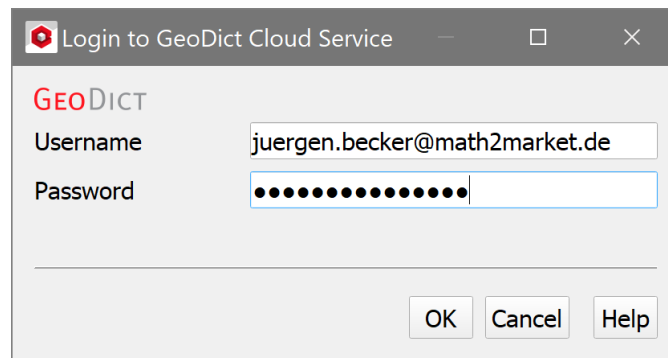 Login to GeoDict Cloud Service
GEODICT
Username juergen.becker@math2market.de
Password ●●●●●●●●●●●●●●●
OK Cancel Help